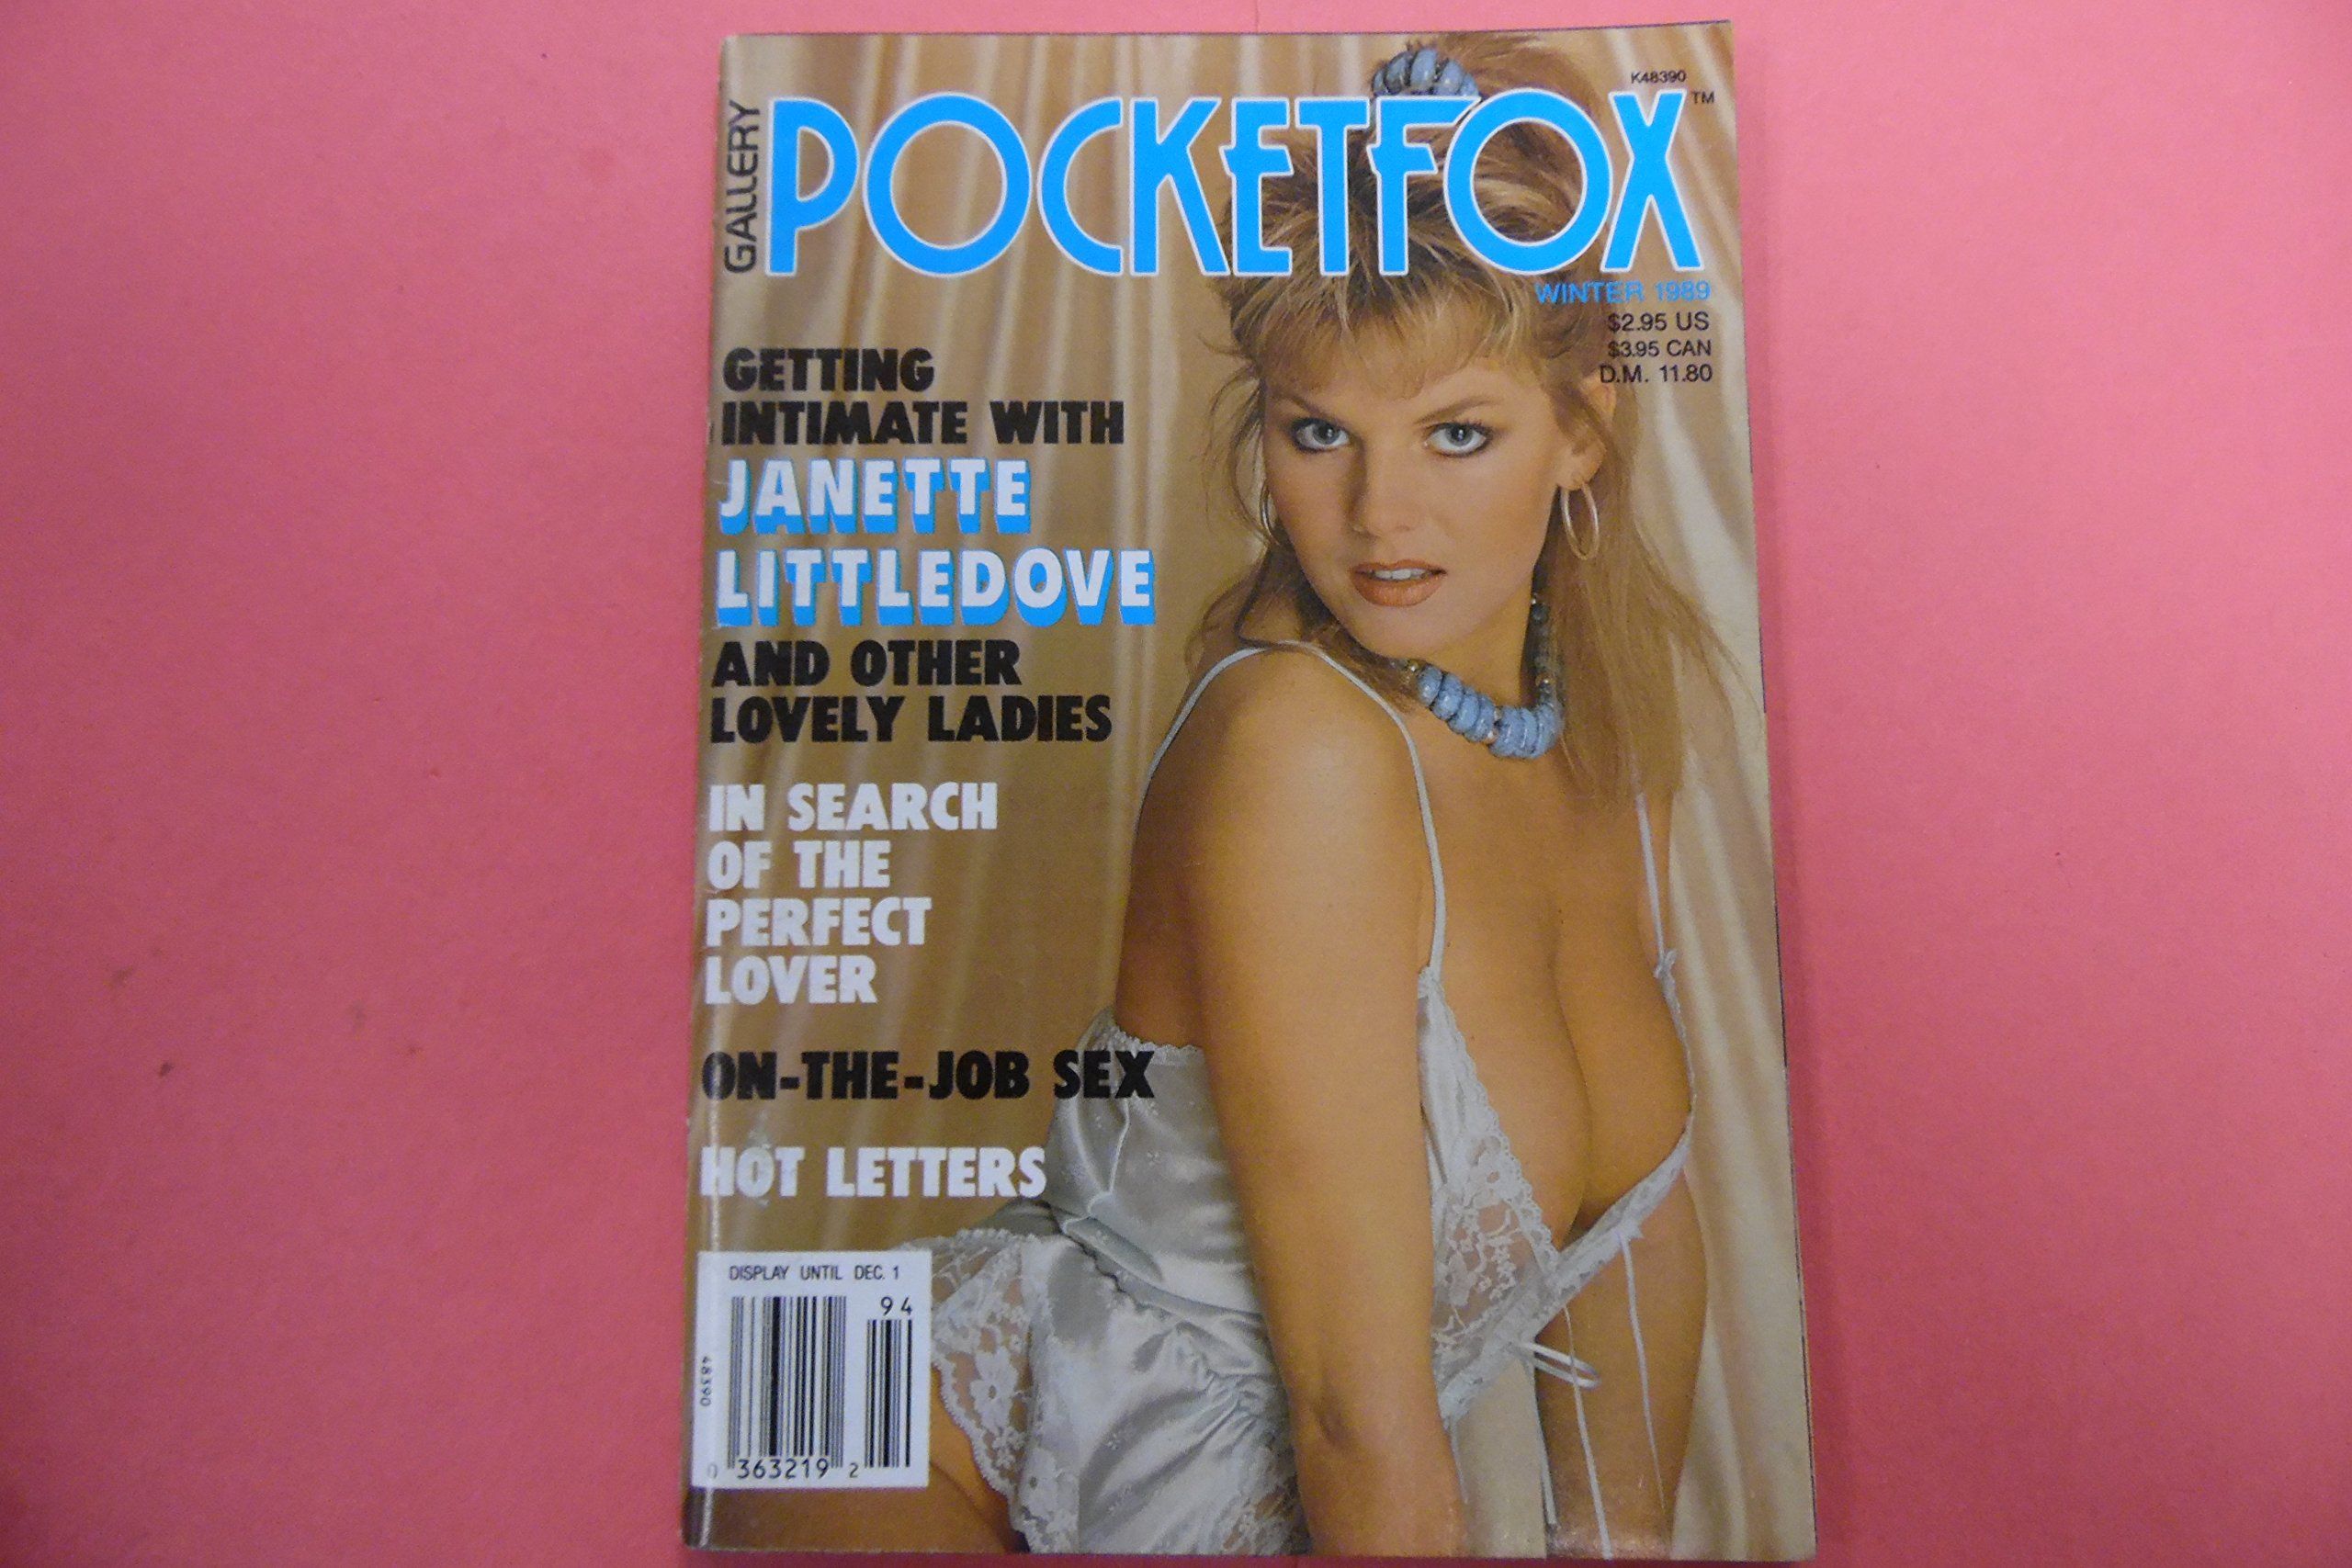 K48390
GALLERY
POCKETFOX™
WINTER 1989
$2.95 US
$3.95 CAN
D.M. 11.80
GETTING
INTIMATE WITH
JANETTE
LITTLEDOVE
AND OTHER
LOVELY LADIES
IN SEARCH
OF THE
PERFECT
LOVER
ON-THE-JOB SEX
HOT LETTERS
DISPLAY UNTIL DEC. 1
94
48390
0 363219 2